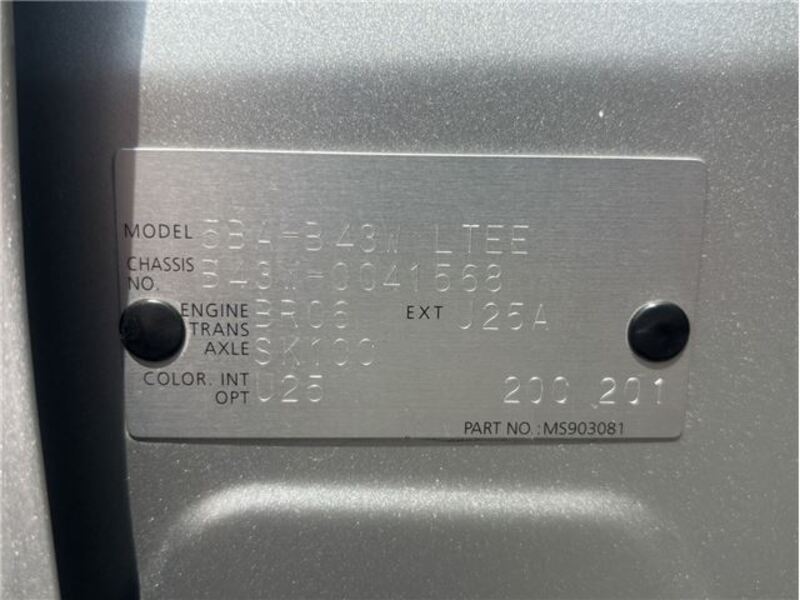 MODEL 5BA-B43W LTEE
CHASSIS NO. B43W-0041568
ENGINE BR06 EXT U25A
TRANS AXLE SK100
COLOR. INT OPT U25 200 201
PART NO.:MS903081